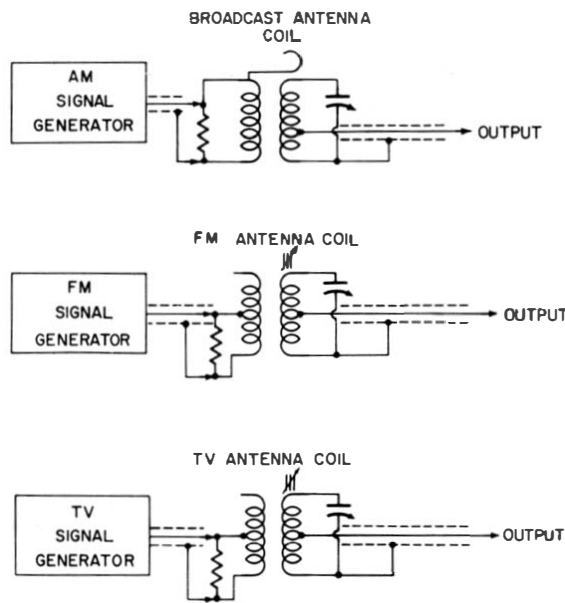 BROADCAST ANTENNA
COIL
AM
SIGNAL
GENERATOR
OUTPUT
FM ANTENNA COIL
FM
SIGNAL
GENERATOR
OUTPUT
TV ANTENNA COIL
TV
SIGNAL
GENERATOR
OUTPUT